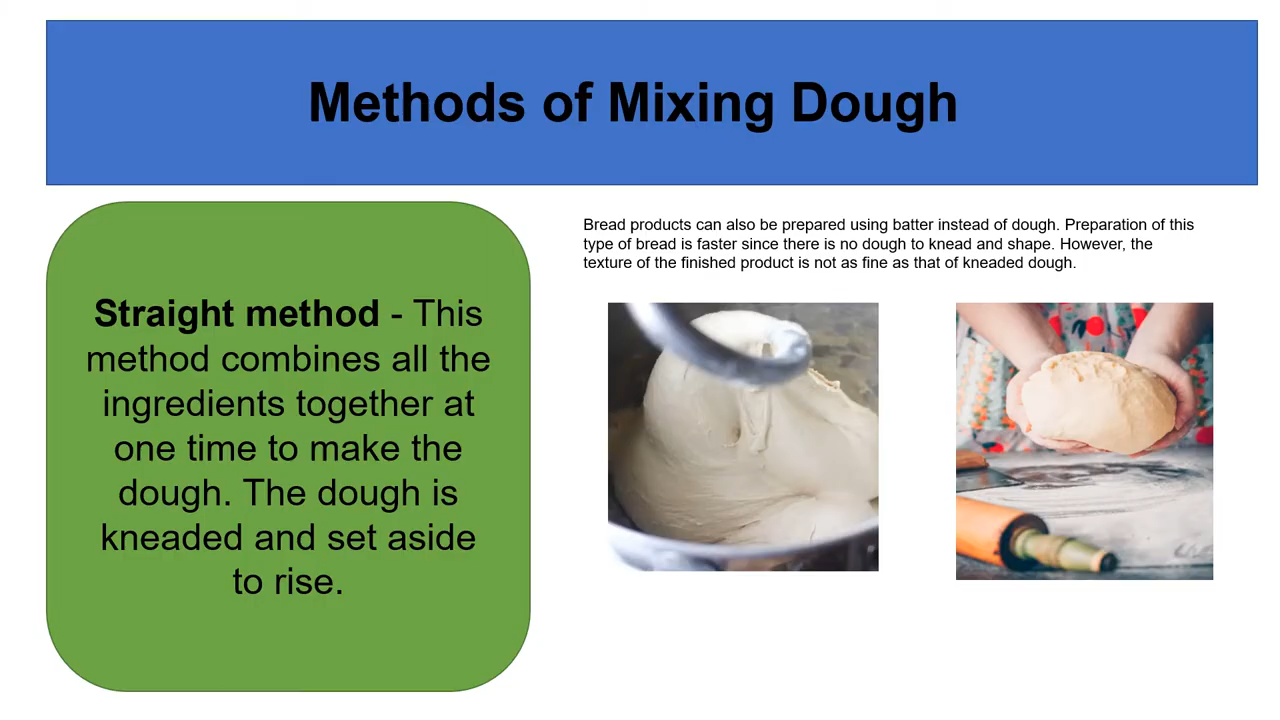 Methods of Mixing Dough
Straight method - This
method combines all the
ingredients together at
one time to make the
dough. The dough is
kneaded and set aside
to rise.
Bread products can also be prepared using batter instead of dough. Preparation of this
type of bread is faster since there is no dough to knead and shape. However, the
texture of the finished product is not as fine as that of kneaded dough.